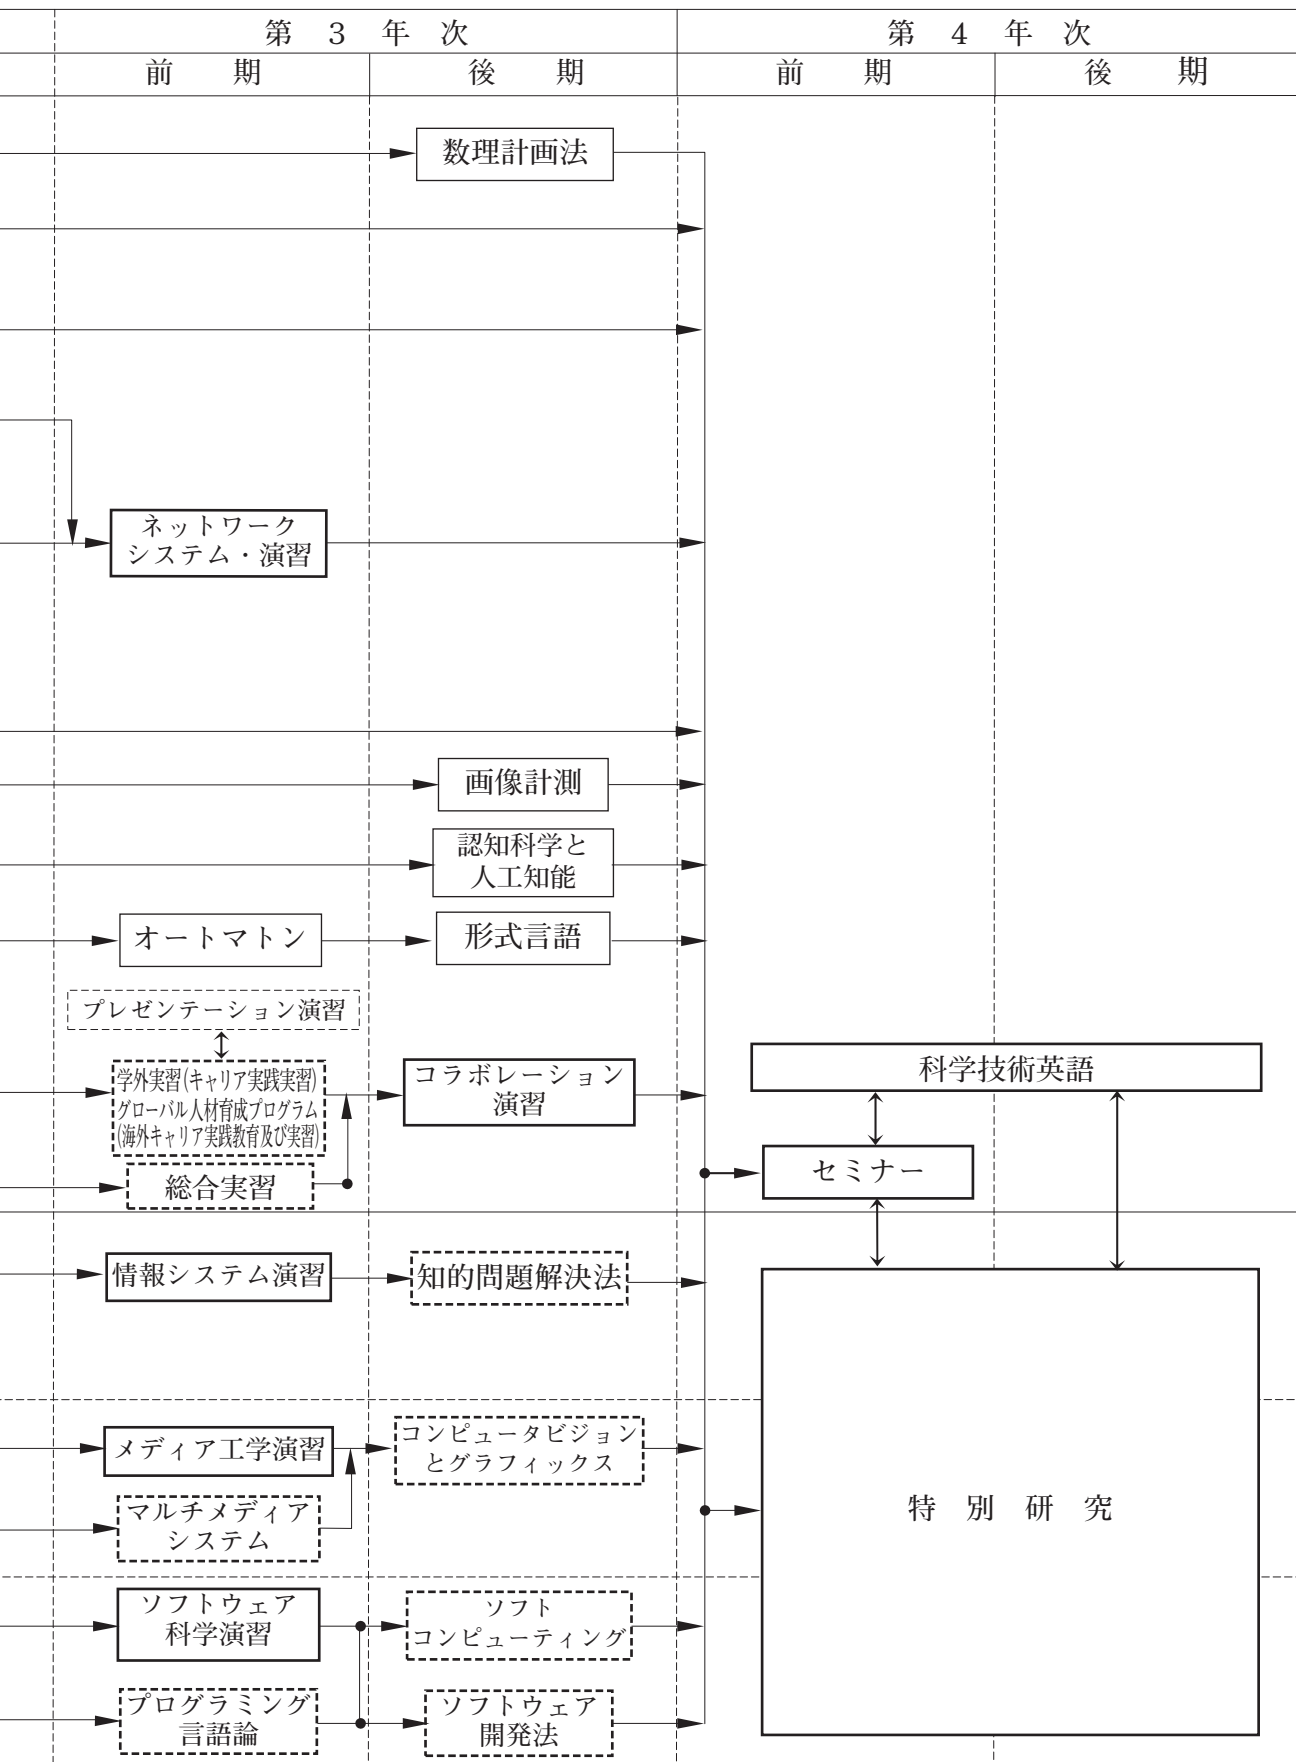 第 3 年 次
第 4 年 次
前 期
後 期
前 期
後 期
数理計画法
ネットワーク
システム・演習
画像計測
認知科学と
人工知能
オートマトン
形式言語
プレゼンテーション演習
学外実習(キャリア実践実習)
グローバル人材育成プログラム
(海外キャリア実践教育及び実習)
コラボレーション
演習
科学技術英語
セミナー
総合実習
情報システム演習
知的問題解決法
メディア工学演習
コンピュータビジョン
とグラフィックス
マルチメディア
システム
特 別 研 究
ソフトウェア
科学演習
ソフト
コンピューティング
プログラミング
言語論
ソフトウェア
開発法